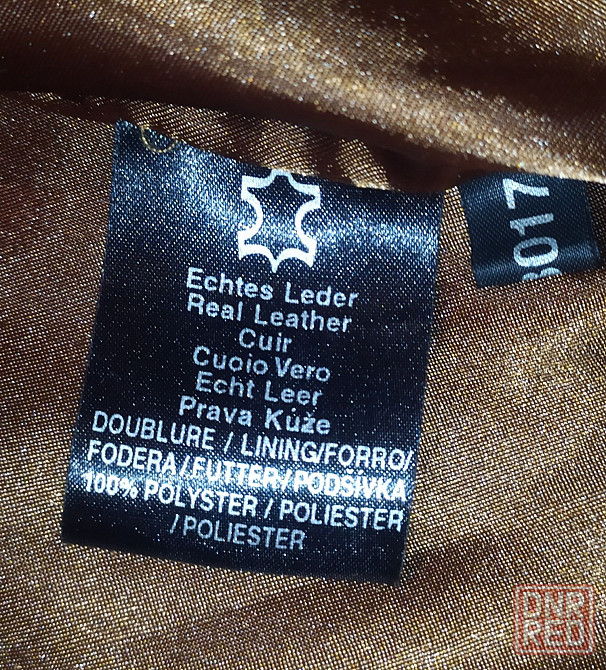 Echtes Leder
Real Leather
Cuir
Cuoio Vero
Echt Leer
Prava Kůže
DOUBLURE / LINING/FORRO/
FODERA/FUTTER/PODSIVKA
100% POLYSTER / POLIESTER
/POLIESTER
3017
DNR
RED